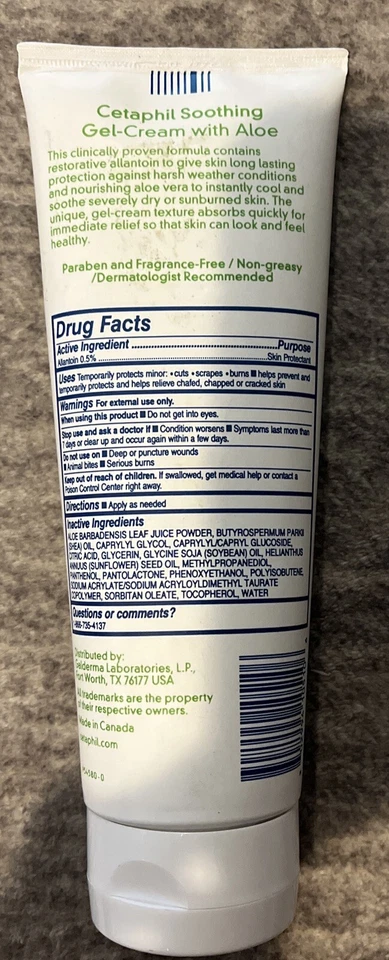 Cetaphil Soothing
Gel-Cream with Aloe
This clinically proven formula contains
restorative allantoin to give skin long lasting
protection against harsh weather conditions
and nourishing aloe vera to instantly cool and
soothe severely dry or sunburned skin. The
unique, gel-cream texture absorbs quickly for
immediate relief so that skin can look and feel
healthy.
Paraben and Fragrance-Free / Non-greasy
/Dermatologist Recommended
Drug Facts
Active Ingredient Purpose
Allantoin 0.5% Skin Protectant
Uses Temporarily protects minor: •cuts •scrapes •burns ■ helps prevent and
temporarily protects and helps relieve chafed, chapped or cracked skin
Warnings For external use only.
When using this product ■ Do not get into eyes.
Stop use and ask a doctor if ■ Condition worsens ■ Symptoms last more than
7 days or clear up and occur again within a few days.
Do not use on ■ Deep or puncture wounds
■ Animal bites ■ Serious burns
Keep out of reach of children. If swallowed, get medical help or contact a
Poison Control Center right away.
Directions ■ Apply as needed
Inactive Ingredients
ALOE BARBADENSIS LEAF JUICE POWDER, BUTYROSPERMUM PARKII
(SHEA) OIL, CAPRYLYL GLYCOL, CAPRYLYL/CAPRYL GLUCOSIDE,
CITRIC ACID, GLYCERIN, GLYCINE SOJA (SOYBEAN) OIL, HELIANTHUS
ANNUUS (SUNFLOWER) SEED OIL, METHYLPROPANEDIOL,
PANTHENOL, PANTOLACTONE, PHENOXYETHANOL, POLYISOBUTENE,
SODIUM ACRYLATE/SODIUM ACRYLOYLDIMETHYL TAURATE
COPOLYMER, SORBITAN OLEATE, TOCOPHEROL, WATER
Questions or comments?
1-866-735-4137
Distributed by:
Galderma Laboratories, L.P.,
Fort Worth, TX 76177 USA
All trademarks are the property
of their respective owners.
Made in Canada
cetaphil.com